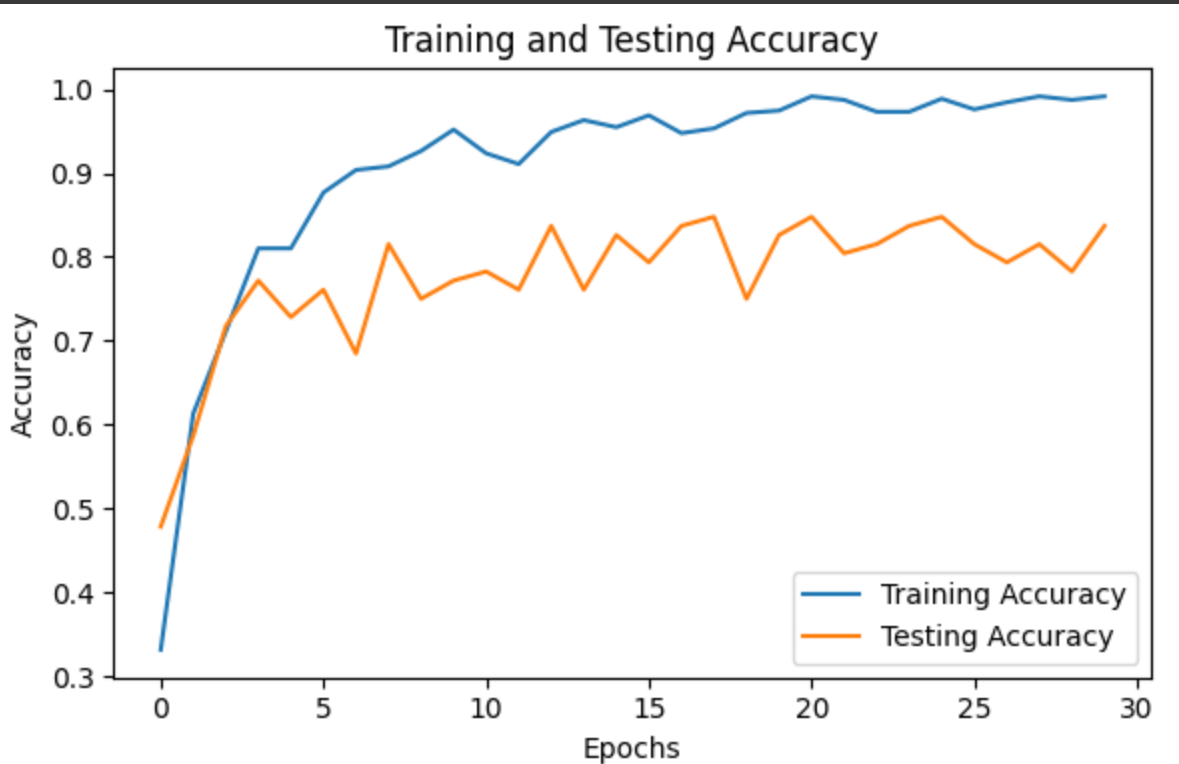 Training and Testing Accuracy
1.0
0.9
0.8
0.7
0.6
0.5
0.4
0.3
Accuracy
Training Accuracy
Testing Accuracy
0 5 10 15 20 25 30
Epochs